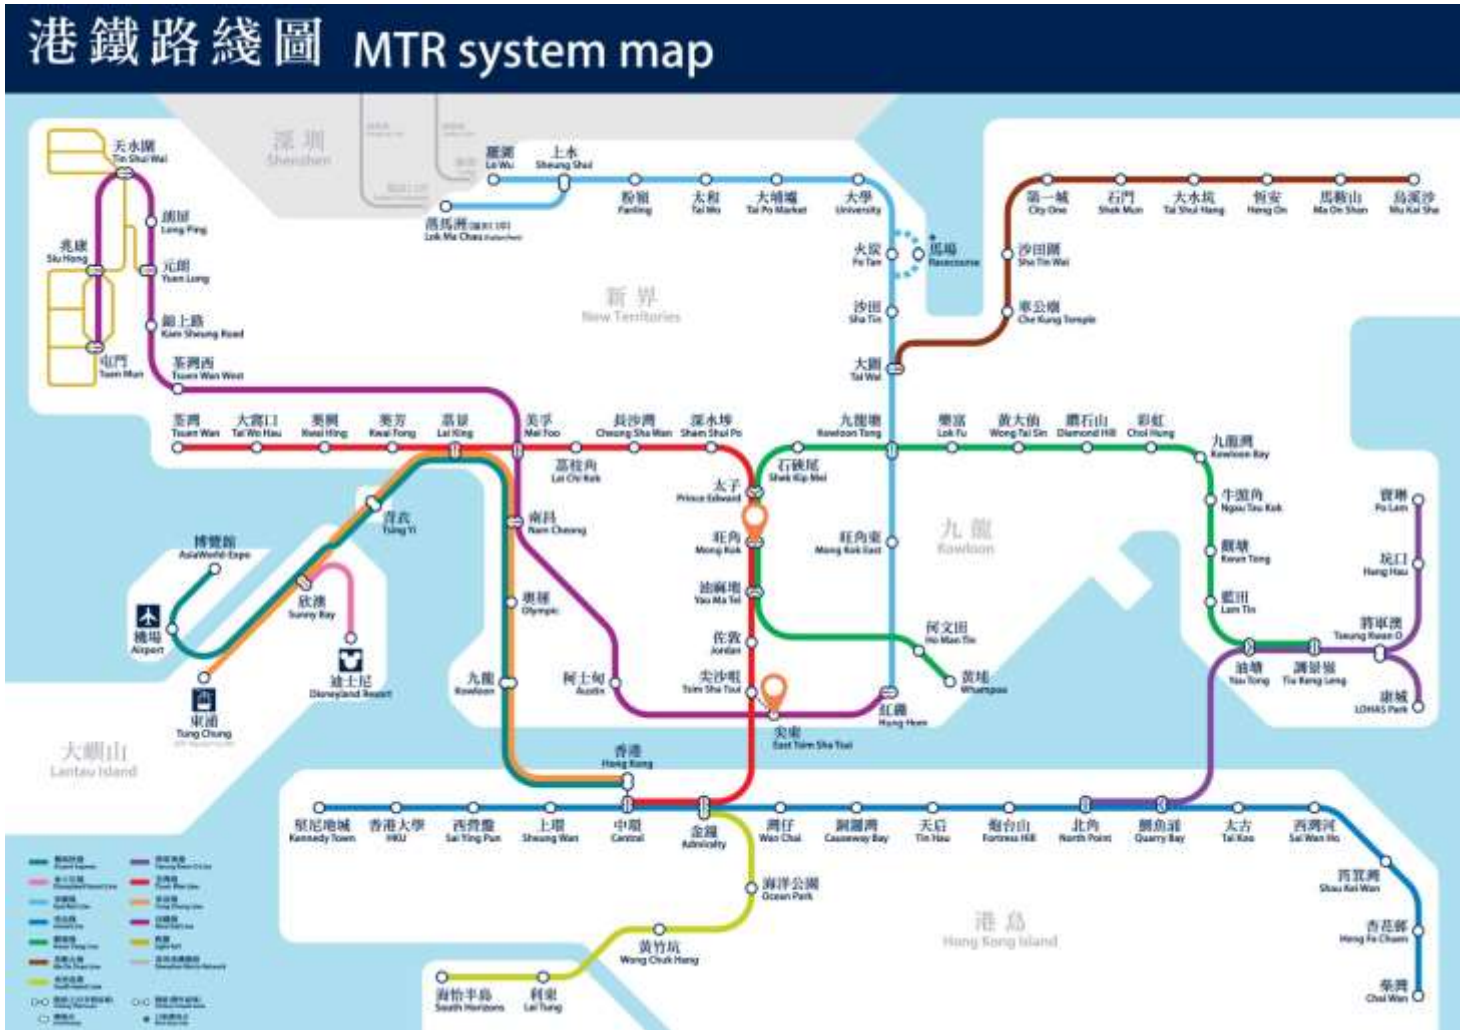 港鐵路綫圖 MTR system map
深圳
Shenzhen
天水圍
Tin Shui Wai
朗屏
Long Ping
兆康
Siu Hong
元朗
Yuen Long
錦上路
Kam Sheung Road
屯門
Tuen Mun
荃灣西
Tsuen Wan West
羅湖
Lo Wu
上水
Sheung Shui
落馬洲
Lok Ma Chau
粉嶺
Fanling
太和
Tai Wo
大埔墟
Tai Po Market
大學
University
火炭
Fo Tan
馬場
Racecourse
沙田
Sha Tin
大圍
Tai Wai
第一城
City One
石門
Shek Mun
大水坑
Tai Shui Hang
恆安
Heng On
馬鞍山
Ma On Shan
烏溪沙
Wu Kai Sha
沙田圍
Sha Tin Wai
車公廟
Che Kung Temple
新界
New Territories
荃灣
Tsuen Wan
大窩口
Tai Wo Hau
葵興
Kwai Hing
葵芳
Kwai Fong
荔景
Lai King
美孚
Mei Foo
荔枝角
Lai Chi Kok
長沙灣
Cheung Sha Wan
深水埗
Sham Shui Po
石硤尾
Shek Kip Mei
九龍塘
Kowloon Tong
樂富
Lok Fu
黃大仙
Wong Tai Sin
鑽石山
Diamond Hill
彩虹
Choi Hung
九龍灣
Kowloon Bay
牛頭角
Ngau Tau Kok
觀塘
Kwun Tong
藍田
Lam Tin
油塘
Yau Tong
調景嶺
Tiu Keng Leng
將軍澳
Tseung Kwan O
寶琳
Po Lam
坑口
Hang Hau
康城
LOHAS Park
太子
Prince Edward
旺角
Mong Kok
油麻地
Yau Ma Tei
佐敦
Jordan
尖沙咀
Tsim Sha Tsui
尖東
East Tsim Sha Tsui
旺角東
Mong Kok East
何文田
Ho Man Tin
黃埔
Whampoa
紅磡
Hung Hom
九龍
Kowloon
青衣
Tsing Yi
南昌
Nam Cheong
奧運
Olympic
九龍
Kowloon
柯士甸
Austin
博覽館
AsiaWorld-Expo
機場
Airport
欣澳
Sunny Bay
迪士尼
Disneyland Resort
東涌
Tung Chung
大嶼山
Lantau Island
香港
Hong Kong
堅尼地城
Kennedy Town
香港大學
HKU
西營盤
Sai Ying Pun
上環
Sheung Wan
中環
Central
金鐘
Admiralty
灣仔
Wan Chai
銅鑼灣
Causeway Bay
天后
Tin Hau
炮台山
Fortress Hill
北角
North Point
鰂魚涌
Quarry Bay
太古
Tai Koo
西灣河
Sai Wan Ho
筲箕灣
Shau Kei Wan
杏花邨
Heng Fa Chuen
柴灣
Chai Wan
海洋公園
Ocean Park
黃竹坑
Wong Chuk Hang
利東
Lei Tung
海怡半島
South Horizons
港島
Hong Kong Island